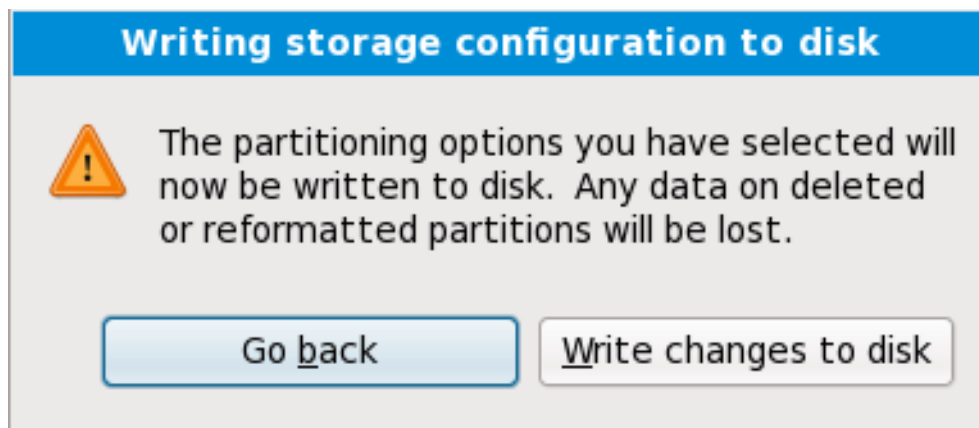 Writing storage configuration to disk
The partitioning options you have selected will
now be written to disk.  Any data on deleted
or reformatted partitions will be lost.
Go back
Write changes to disk